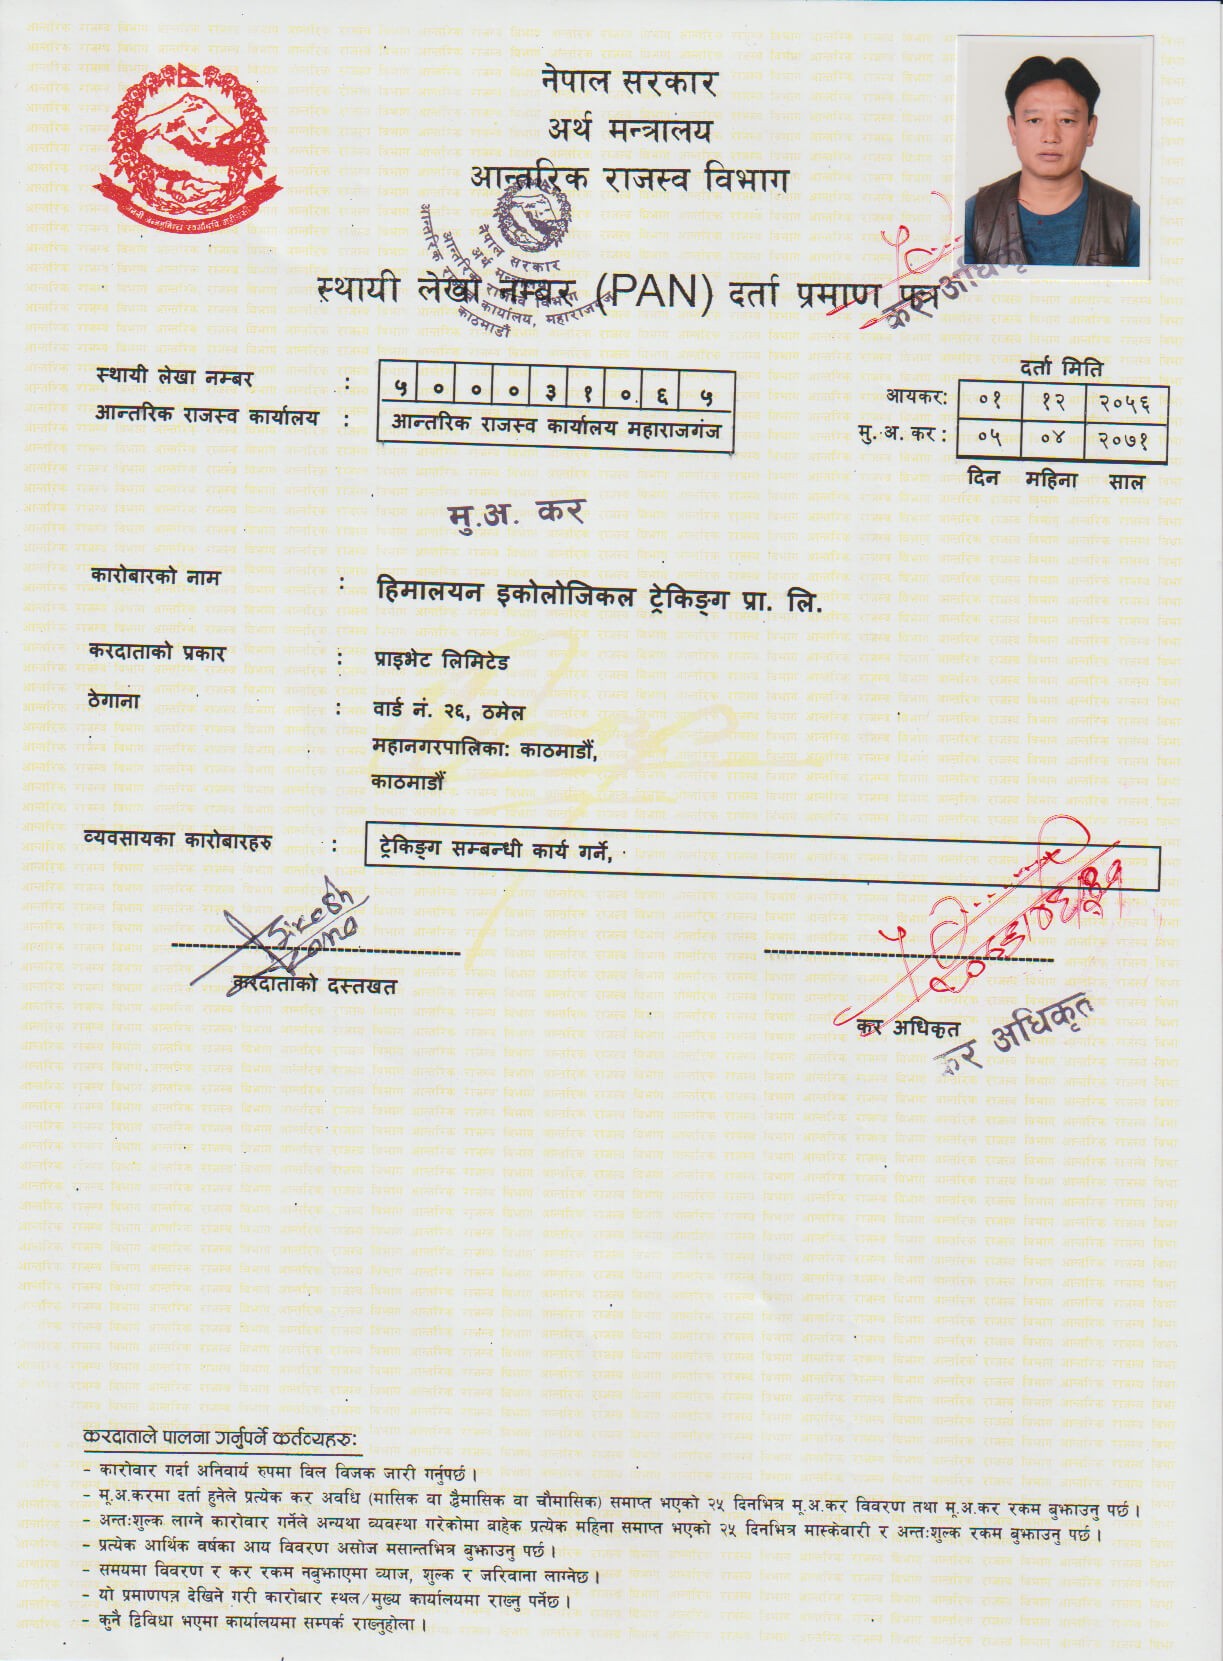 नेपाल सरकार
अर्थ मन्त्रालय
आन्तरिक राजस्व विभाग
नेपाल सरकार
अर्थ मन्त्रालय
आन्तरिक राजस्व विभाग
आन्तरिक राजस्व कार्यालय, महाराजगंज
काठमाडौं
कर अधिकृत
स्थायी लेखा नम्बर (PAN) दर्ता प्रमाण पत्र
स्थायी लेखा नम्बर : ५ ० ० ० ३ १ ० ६ ५
आन्तरिक राजस्व कार्यालय : आन्तरिक राजस्व कार्यालय महाराजगंज
दर्ता मिति
आयकर: ०१ १२ २०५६
मु. अ. कर : ०५ ०४ २०७१
दिन महिना साल
मु.अ. कर
कारोबारको नाम : हिमालयन इकोलोजिकल ट्रेकिङ्ग प्रा. लि.
करदाताको प्रकार : प्राइभेट लिमिटेड
ठेगाना : वार्ड नं. २६, ठमेल
महानगरपालिका: काठमाडौं,
काठमाडौं
व्यवसायका कारोबारहरु : ट्रेकिङ्ग सम्बन्धी कार्य गर्ने,
करदाताको दस्तखत
कर अधिकृत
कर अधिकृत
करदाताले पालना गर्नुपर्ने कर्तव्यहरु:
- कारोवार गर्दा अनिवार्य रुपमा विल विजक जारी गर्नुपर्छ ।
- मू.अ.करमा दर्ता हुनेले प्रत्येक कर अवधि (मासिक वा द्वैमासिक वा चौमासिक) समाप्त भएको २५ दिनभित्र मू.अ.कर विवरण तथा मू.अ.कर रकम बुझाउनु पर्छ ।
- अन्तःशुल्क लाग्ने कारोवार गर्नेले अन्यथा व्यवस्था गरेकोमा बाहेक प्रत्येक महिना समाप्त भएको २५ दिनभित्र मास्केवारी र अन्तःशुल्क रकम बुझाउनु पर्छ ।
- प्रत्येक आर्थिक वर्षका आय विवरण असोज मसान्तभित्र बुझाउनु पर्छ ।
- समयमा विवरण र कर रकम नबुझाएमा व्याज, शुल्क र जरिवाना लाग्नेछ ।
- यो प्रमाणपत्र देखिने गरी कारोबार स्थल/मुख्य कार्यालयमा राख्नु पर्नेछ ।
- कुनै द्विविधा भएमा कार्यालयमा सम्पर्क राख्नुहोला ।